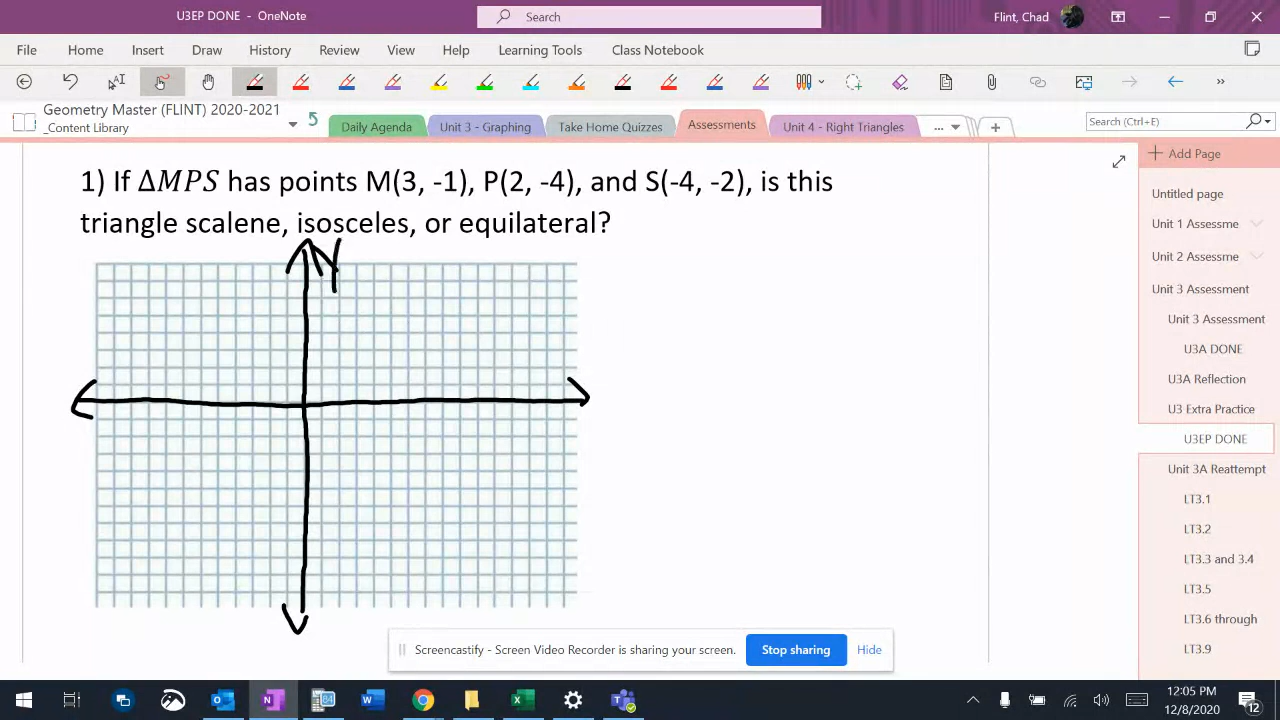 U3EP DONE - OneNote
Search
Flint, Chad
File Home Insert Draw History Review View Help Learning Tools Class Notebook
Geometry Master (FLINT) 2020-2021
_Content Library
Daily Agenda
Unit 3 - Graphing
Take Home Quizzes
Assessments
Unit 4 - Right Triangles
...
Search (Ctrl+E)
1) If ΔMPS has points M(3, -1), P(2, -4), and S(-4, -2), is this
triangle scalene, isosceles, or equilateral?
Add Page
Untitled page
Unit 1 Assessme
Unit 2 Assessme
Unit 3 Assessment
Unit 3 Assessment
U3A DONE
U3A Reflection
U3 Extra Practice
U3EP DONE
Unit 3A Reattempt
LT3.1
LT3.2
LT3.3 and 3.4
LT3.5
LT3.6 through
LT3.9
Screencastify - Screen Video Recorder is sharing your screen.
Stop sharing
Hide
12:05 PM
12/8/2020
12